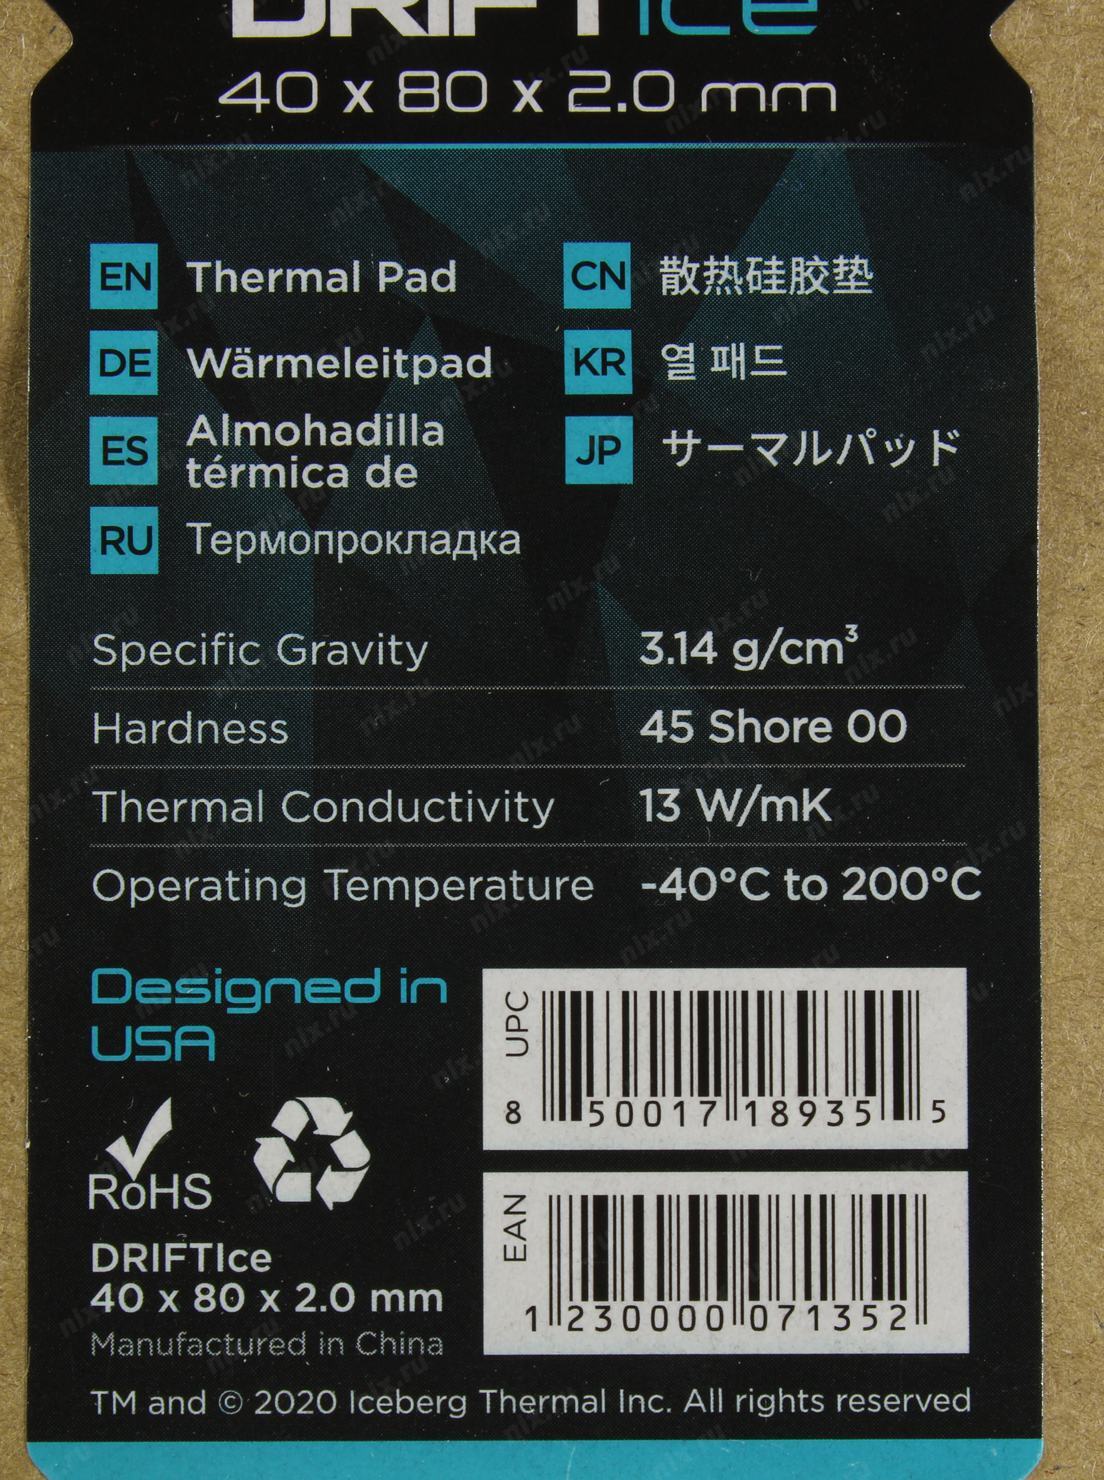 DRIFTIce
40 x 80 x 2.0 mm
EN Thermal Pad
DE Wärmeleitpad
ES Almohadilla
térmica de
RU Термопрокладка
CN 散热硅胶垫
KR 열 패드
JP サーマルパッド
Specific Gravity 3.14 g/cm³
Hardness 45 Shore 00
Thermal Conductivity 13 W/mK
Operating Temperature -40°C to 200°C
Designed in
USA
UPC
8 50017 18935 5
RoHS
EAN
1 230000 071352
DRIFTIce
40 x 80 x 2.0 mm
Manufactured in China
TM and © 2020 Iceberg Thermal Inc. All rights reserved
nix.ru